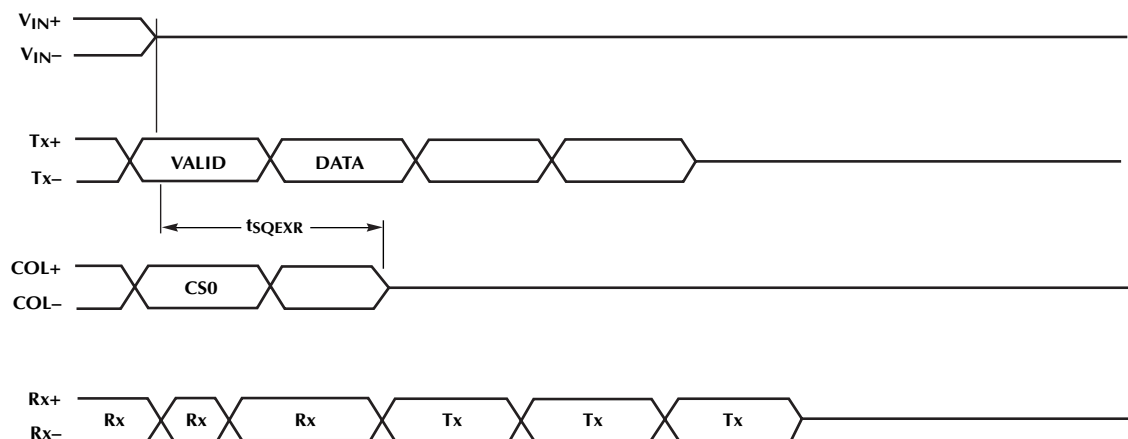 VIN+
VIN–
Tx+
VALID DATA
Tx–
tSQEXR
COL+
CS0
COL–
Rx+
Rx Rx Rx Tx Tx Tx
Rx–